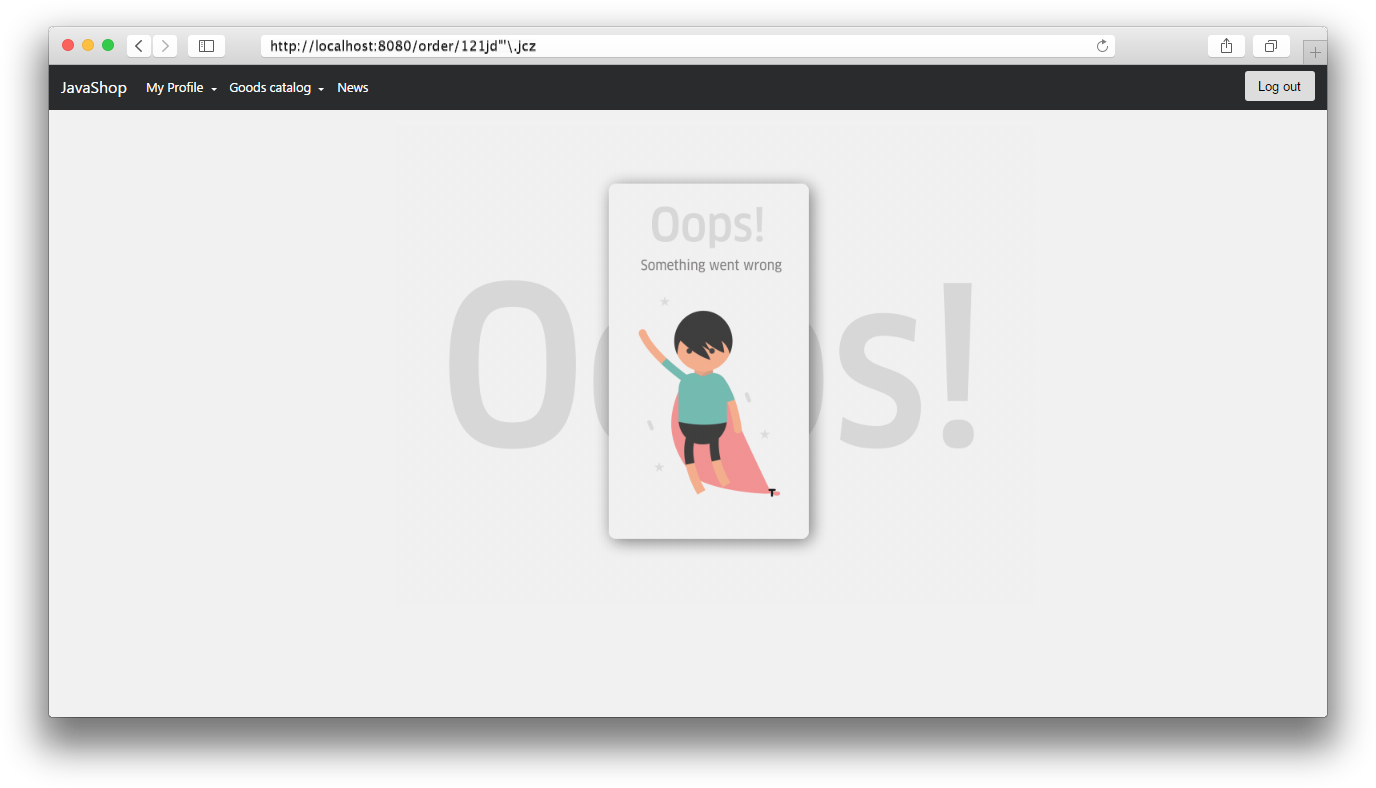 http://localhost:8080/order/121jd"'\.jcz
JavaShop My Profile Goods catalog News Log out
Oops!
Something went wrong
Oops!
T